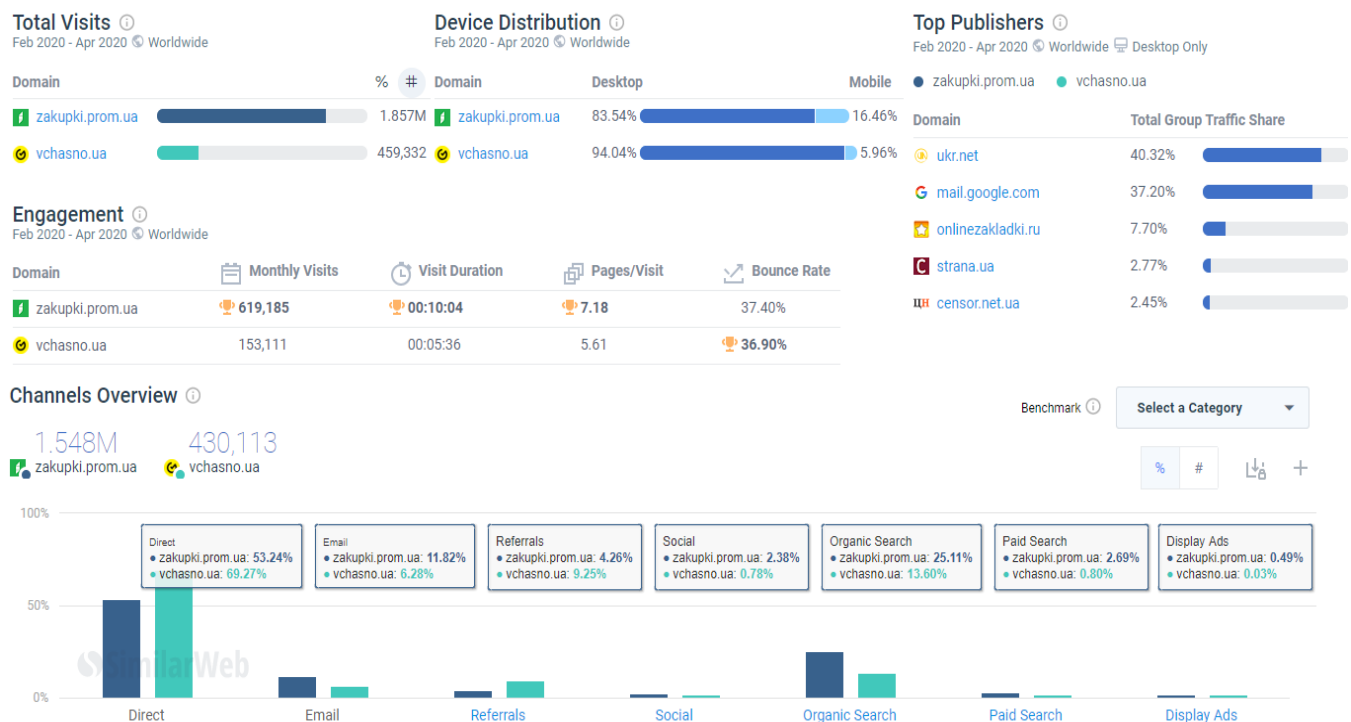 Total Visits
Feb 2020 - Apr 2020 Worldwide
Domain % #
zakupki.prom.ua 1.857M
vchasno.ua 459,332
Device Distribution
Feb 2020 - Apr 2020 Worldwide
Domain Desktop Mobile
zakupki.prom.ua 83.54% 16.46%
vchasno.ua 94.04% 5.96%
Top Publishers
Feb 2020 - Apr 2020 Worldwide Desktop Only
zakupki.prom.ua vchasno.ua
Domain Total Group Traffic Share
ukr.net 40.32%
mail.google.com 37.20%
onlinezakladki.ru 7.70%
strana.ua 2.77%
censor.net.ua 2.45%
Engagement
Feb 2020 - Apr 2020 Worldwide
Domain Monthly Visits Visit Duration Pages/Visit Bounce Rate
zakupki.prom.ua 619,185 00:10:04 7.18 37.40%
vchasno.ua 153,111 00:05:36 5.61 36.90%
Channels Overview
Benchmark Select a Category
1.548M 430,113
zakupki.prom.ua vchasno.ua
% #
100%
Direct
zakupki.prom.ua: 53.24%
vchasno.ua: 69.27%
Email
zakupki.prom.ua: 11.82%
vchasno.ua: 6.28%
Referrals
zakupki.prom.ua: 4.26%
vchasno.ua: 9.25%
Social
zakupki.prom.ua: 2.38%
vchasno.ua: 0.78%
Organic Search
zakupki.prom.ua: 25.11%
vchasno.ua: 13.60%
Paid Search
zakupki.prom.ua: 2.69%
vchasno.ua: 0.80%
Display Ads
zakupki.prom.ua: 0.49%
vchasno.ua: 0.03%
50%
SimilarWeb
0%
Direct Email Referrals Social Organic Search Paid Search Display Ads